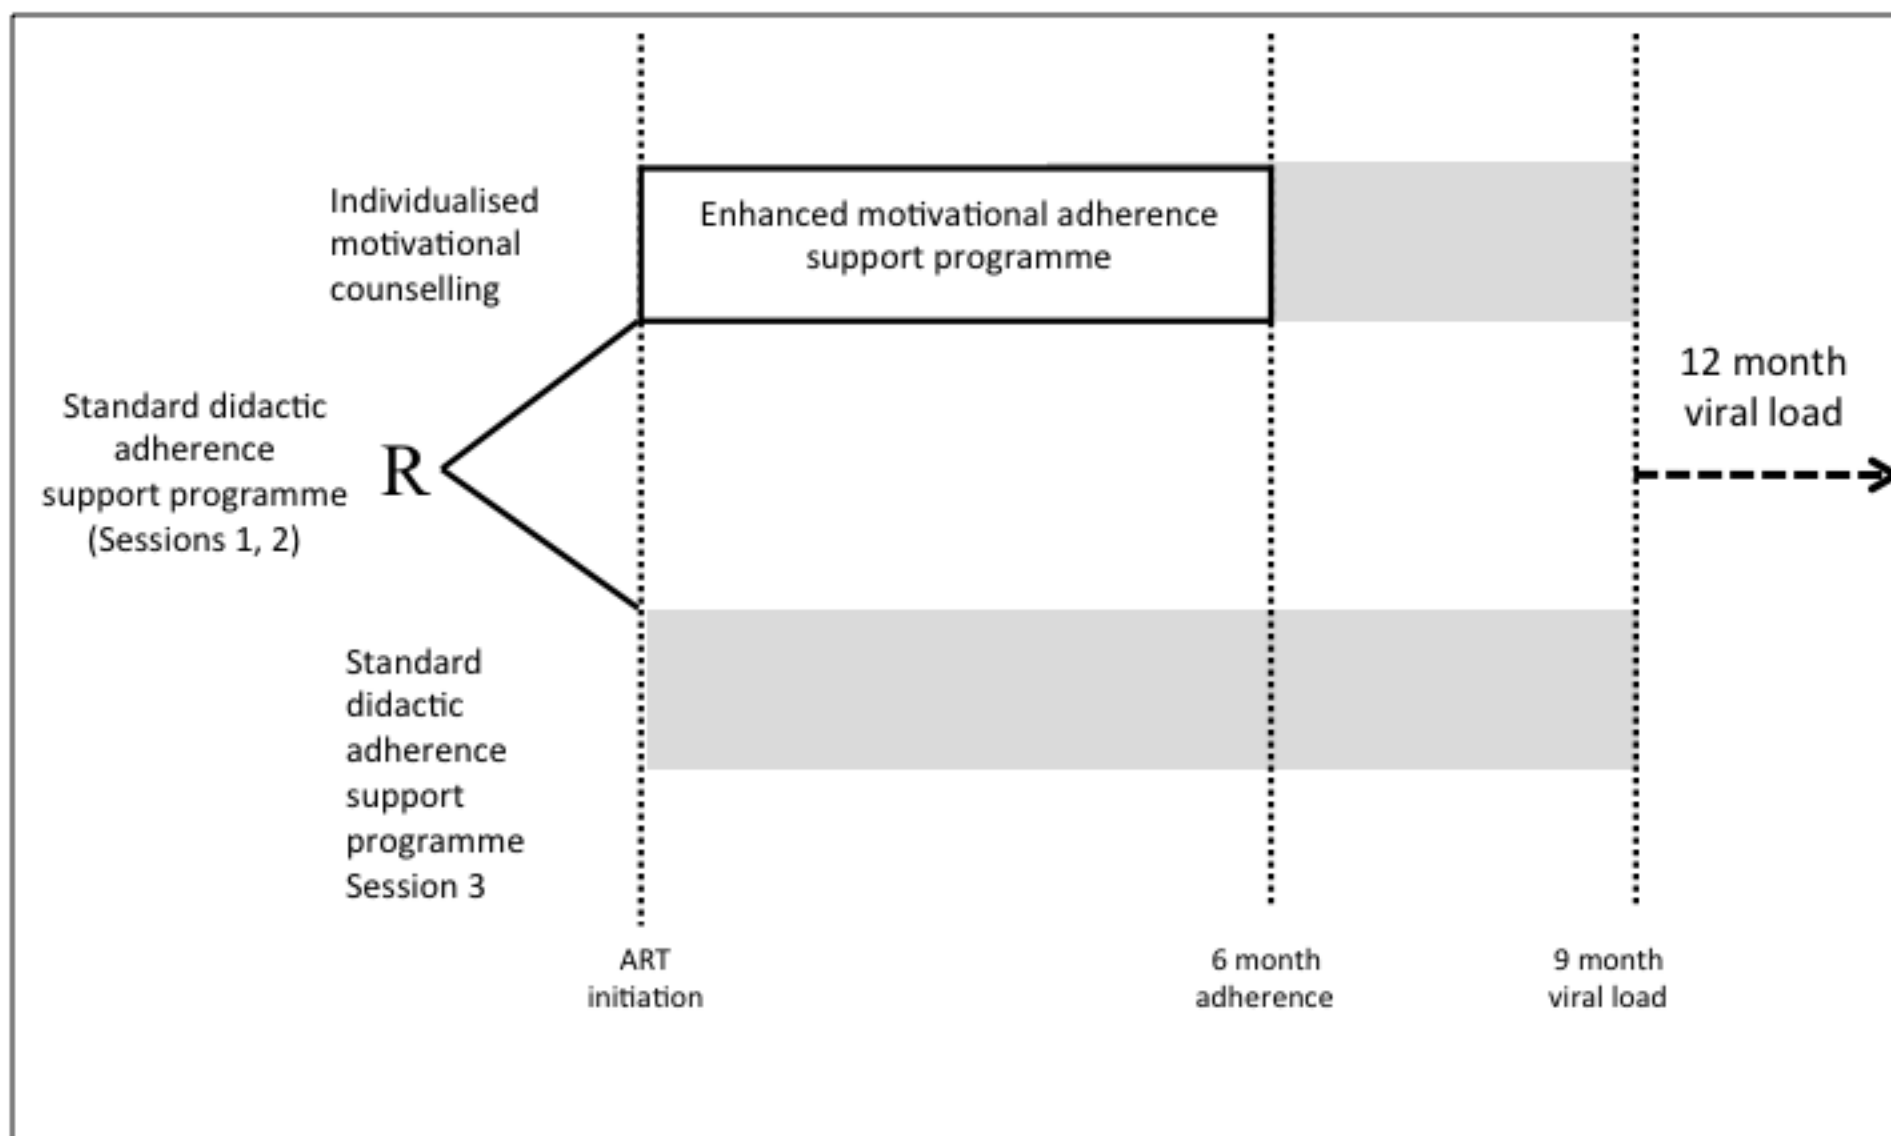 Individualised
motivational
counselling
Enhanced motivational adherence
support programme
Standard didactic
adherence
support programme
(Sessions 1, 2)
R
12 month
viral load
Standard
didactic
adherence
support
programme
Session 3
ART
initiation
6 month
adherence
9 month
viral load